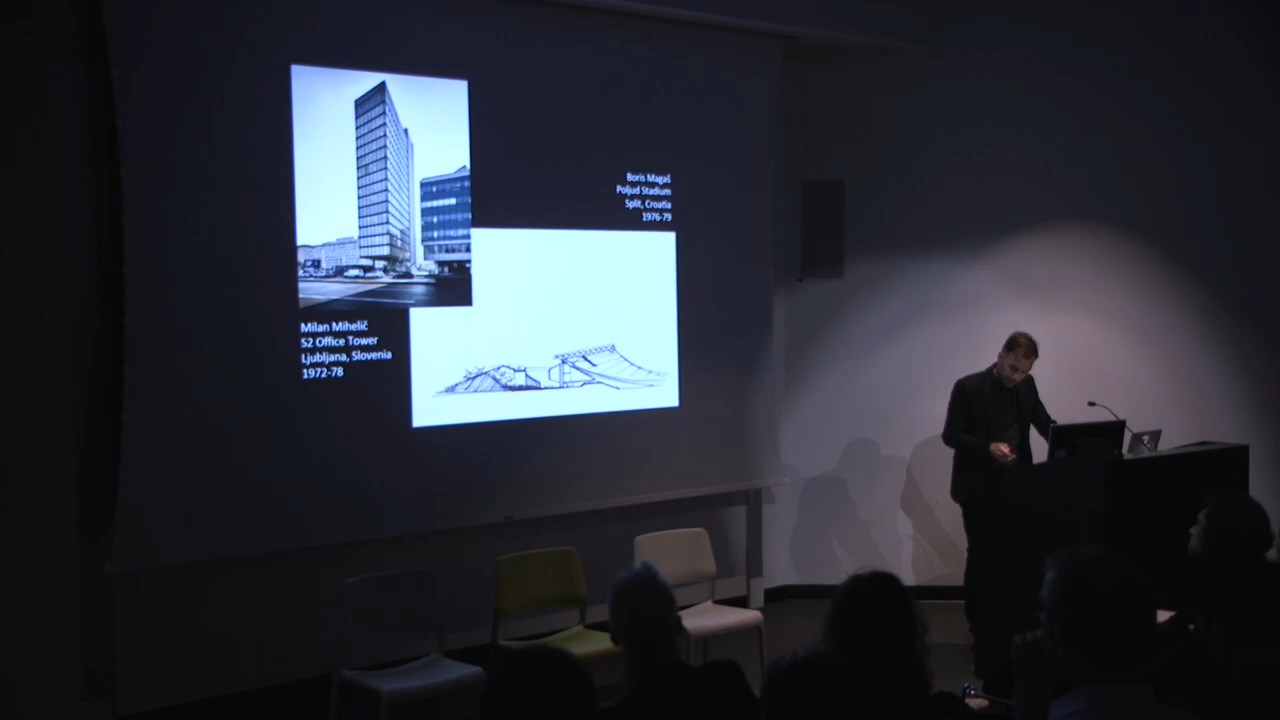 Boris Magaš
Poljud Stadium
Split, Croatia
1976-79
Milan Mihelič
S2 Office Tower
Ljubljana, Slovenia
1972-78